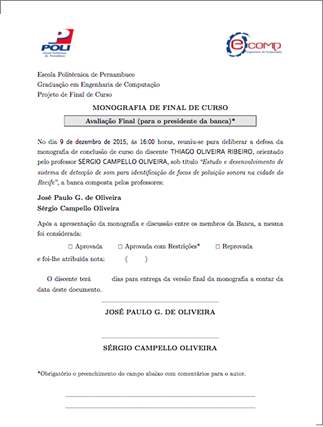 POLI
Escola Politécnica
de Pernambuco
ecomp
Escola Politécnica de Pernambuco
Graduação em Engenharia de Computação
Projeto de Final de Curso
MONOGRAFIA DE FINAL DE CURSO
Avaliação Final (para o presidente da banca)*
No dia 9 de dezembro de 2015, às 16:00 horas, reuniu-se para deliberar a defesa da
monografia de conclusão de curso do discente THIAGO OLIVEIRA RIBEIRO, orientado
pelo professor SÉRGIO CAMPELLO OLIVEIRA, sob título "Estudo e desenvolvimento de
sistema de detecção de som para identificação de focos de poluição sonora na cidade do
Recife", a banca composta pelos professores:
José Paulo G. de Oliveira
Sérgio Campello Oliveira
Após a apresentação da monografia e discussão entre os membros da Banca, a mesma
foi considerada:
□ Aprovada □ Aprovada com Restrições* □ Reprovada
e foi-lhe atribuída nota: ( )
O discente terá dias para entrega da versão final da monografia a contar da
data deste documento.
JOSÉ PAULO G. DE OLIVEIRA
SÉRGIO CAMPELLO OLIVEIRA
*Obrigatório o preenchimento do campo abaixo com comentários para o autor.